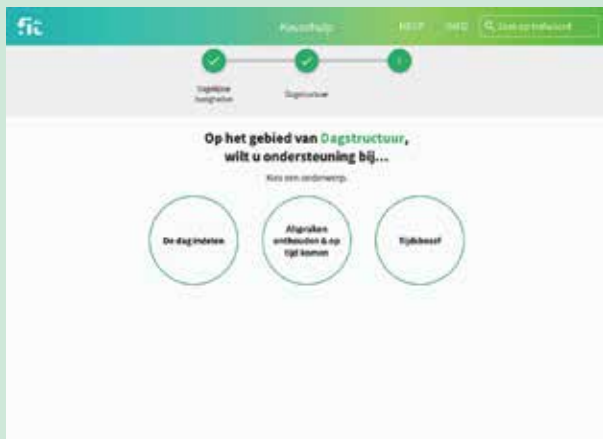 fit
Keuzehulp
HELP
INFO
Zoek op trefwoord
Dagelijkse
bezigheden
Dagstructuur
Op het gebied van Dagstructuur,
wilt u ondersteuning bij...
Kies een onderwerp.
De dag indelen
Afspraken
onthouden & op
tijd komen
Tijdsbesef